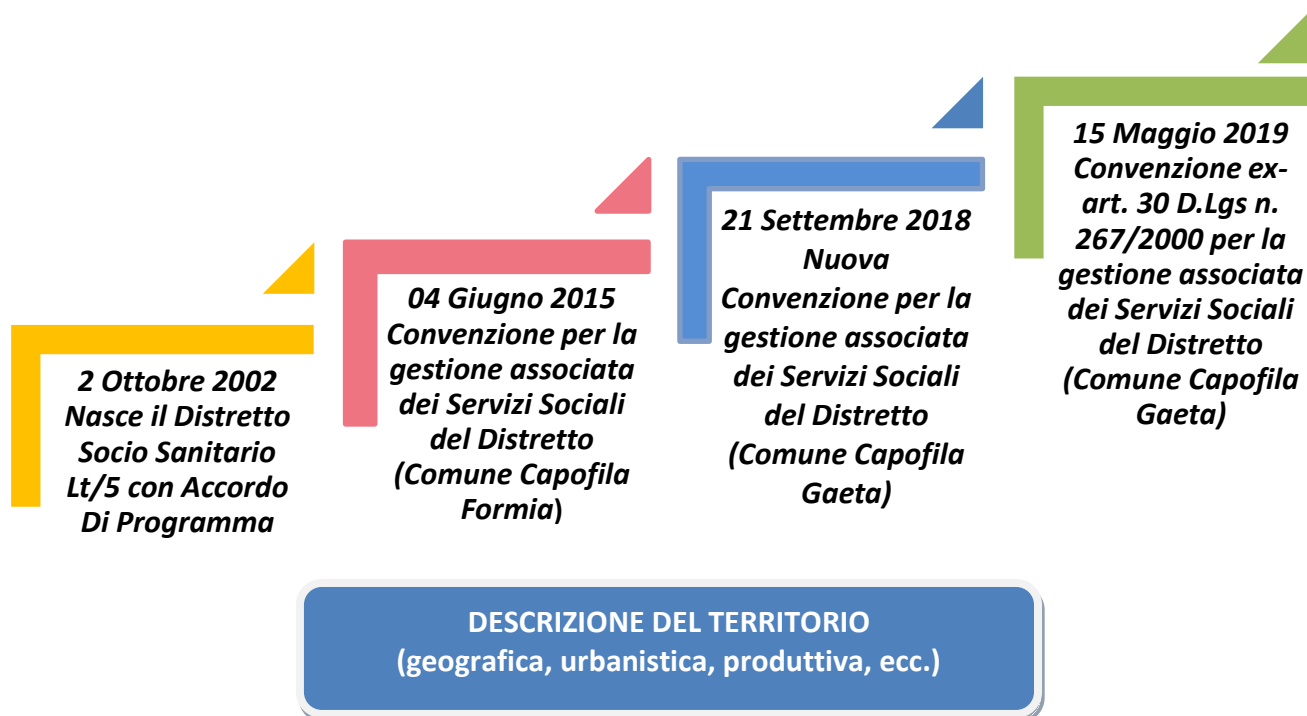 2 Ottobre 2002
Nasce il Distretto
Socio Sanitario
Lt/5 con Accordo
Di Programma
04 Giugno 2015
Convenzione per la
gestione associata
dei Servizi Sociali
del Distretto
(Comune Capofila
Formia)
21 Settembre 2018
Nuova
Convenzione per la
gestione associata
dei Servizi Sociali
del Distretto
(Comune Capofila
Gaeta)
15 Maggio 2019
Convenzione ex-
art. 30 D.Lgs n.
267/2000 per la
gestione associata
dei Servizi Sociali
del Distretto
(Comune Capofila
Gaeta)
DESCRIZIONE DEL TERRITORIO
(geografica, urbanistica, produttiva, ecc.)